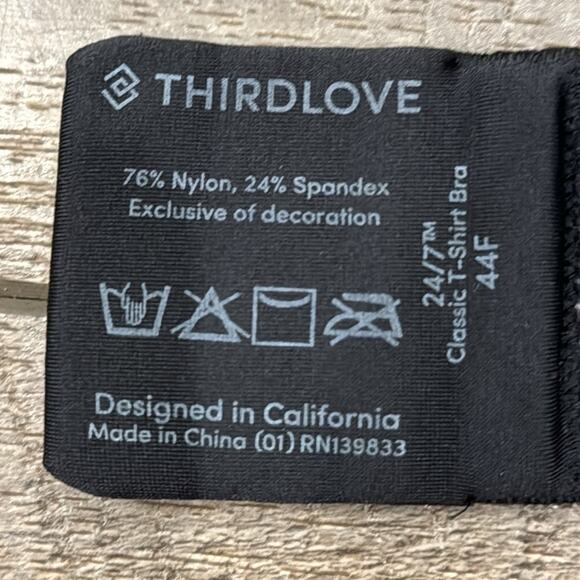 THIRDLOVE
76% Nylon, 24% Spandex
Exclusive of decoration
24/7™
Classic T-Shirt Bra
44F
Designed in California
Made in China (01) RN139833